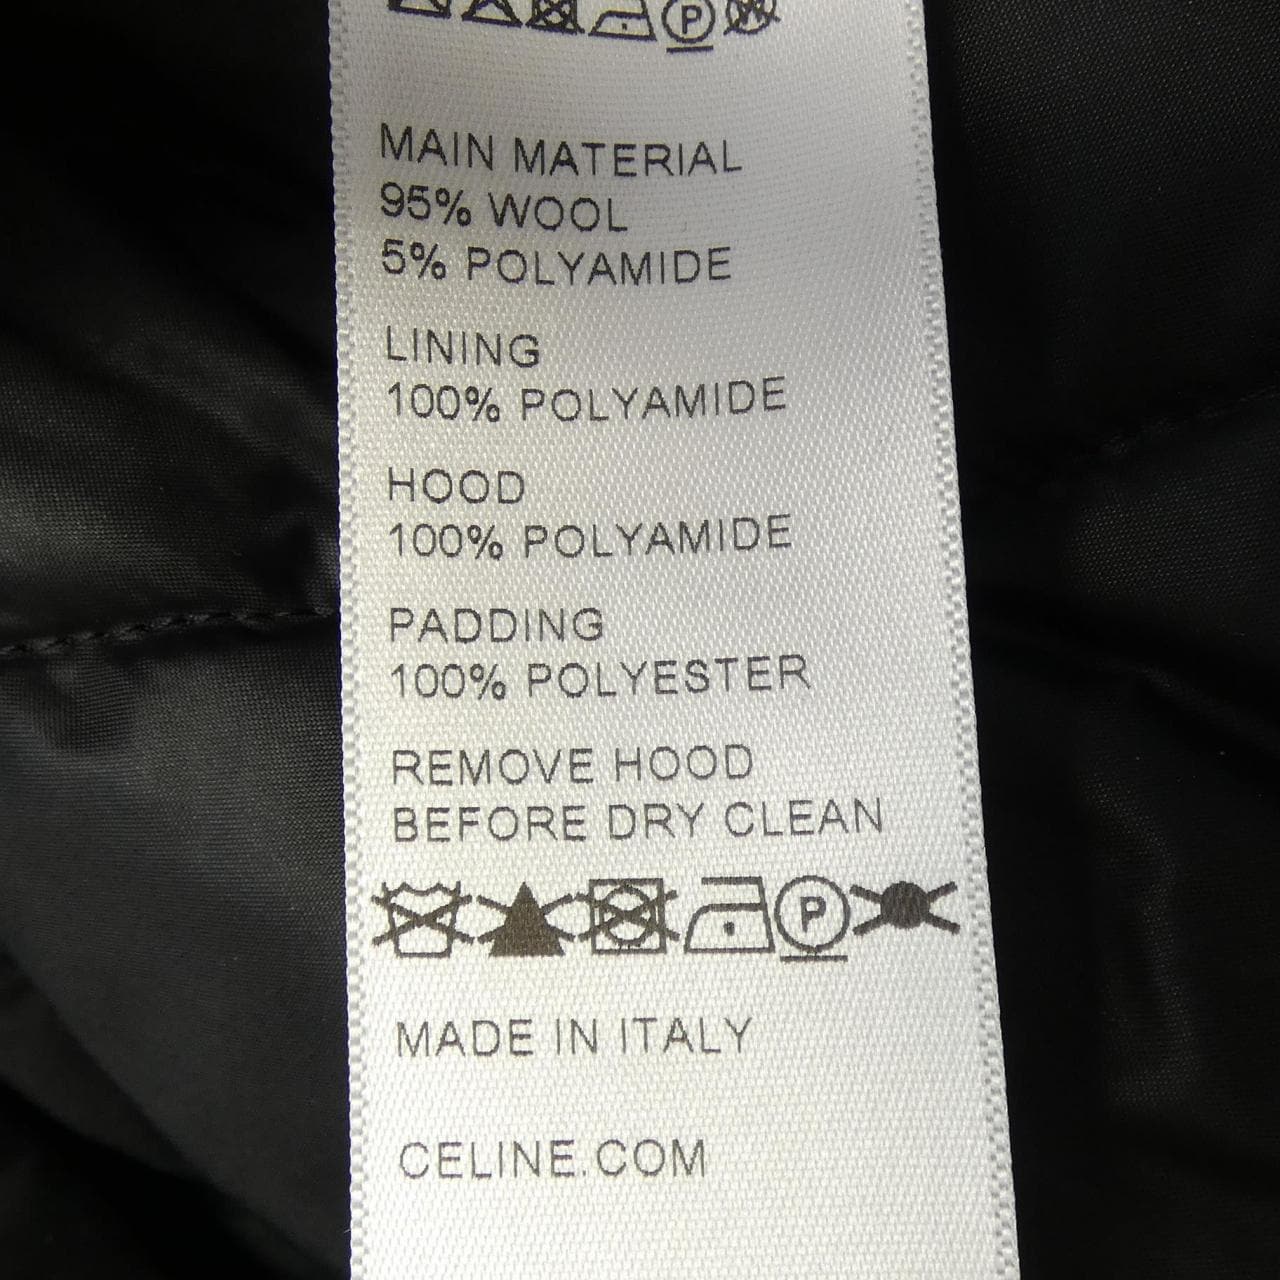 MAIN MATERIAL
95% WOOL
5% POLYAMIDE
LINING
100% POLYAMIDE
HOOD
100% POLYAMIDE
PADDING
100% POLYESTER
REMOVE HOOD
BEFORE DRY CLEAN
P
MADE IN ITALY
CELINE.COM